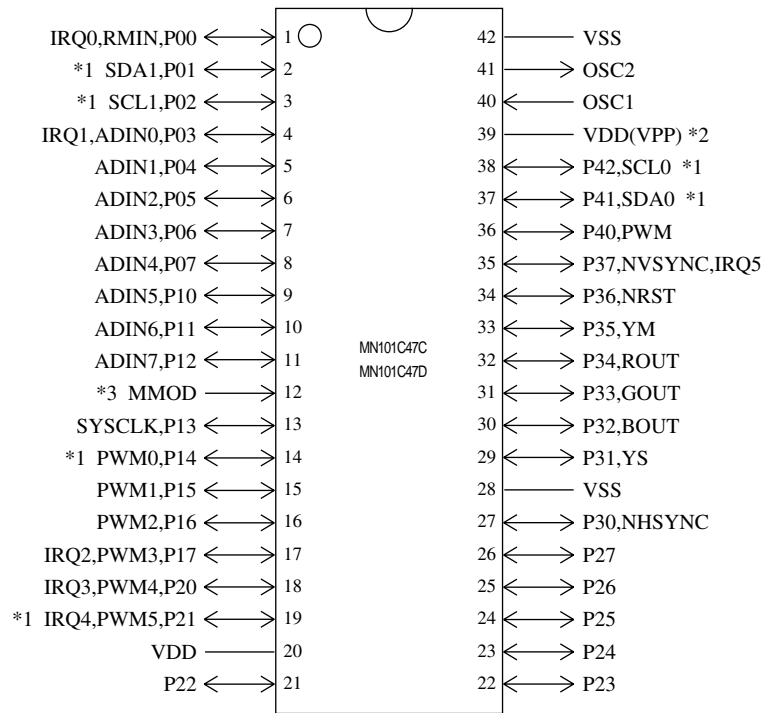 IRQ0,RMIN,P00 1 42 VSS
*1 SDA1,P01 2 41 OSC2
*1 SCL1,P02 3 40 OSC1
IRQ1,ADIN0,P03 4 39 VDD(VPP) *2
ADIN1,P04 5 38 P42,SCL0 *1
ADIN2,P05 6 37 P41,SDA0 *1
ADIN3,P06 7 36 P40,PWM
ADIN4,P07 8 35 P37,NVSYNC,IRQ5
ADIN5,P10 9 34 P36,NRST
ADIN6,P11 10 33 P35,YM
ADIN7,P12 11 32 P34,ROUT
MN101C47C
MN101C47D
*3 MMOD 12 31 P33,GOUT
SYSCLK,P13 13 30 P32,BOUT
*1 PWM0,P14 14 29 P31,YS
PWM1,P15 15 28 VSS
PWM2,P16 16 27 P30,NHSYNC
IRQ2,PWM3,P17 17 26 P27
IRQ3,PWM4,P20 18 25 P26
*1 IRQ4,PWM5,P21 19 24 P25
VDD 20 23 P24
P22 21 22 P23